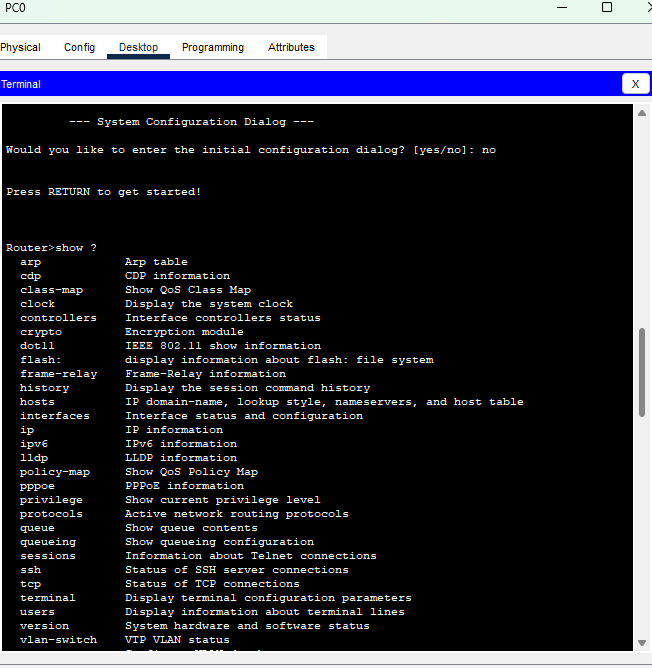 PC0
Physical Config Desktop Programming Attributes
Terminal X
--- System Configuration Dialog ---
Would you like to enter the initial configuration dialog? [yes/no]: no
Press RETURN to get started!
Router>show ?
arp Arp table
cdp CDP information
class-map Show QoS Class Map
clock Display the system clock
controllers Interface controllers status
crypto Encryption module
dot11 IEEE 802.11 show information
flash: display information about flash: file system
frame-relay Frame-Relay information
history Display the session command history
hosts IP domain-name, lookup style, nameservers, and host table
interfaces Interface status and configuration
ip IP information
ipv6 IPv6 information
lldp LLDP information
policy-map Show QoS Policy Map
pppoe PPPoE information
privilege Show current privilege level
protocols Active network routing protocols
queue Show queue contents
queueing Show queueing configuration
sessions Information about Telnet connections
ssh Status of SSH server connections
tcp Status of TCP connections
terminal Display terminal configuration parameters
users Display information about terminal lines
version System hardware and software status
vlan-switch VTP VLAN status